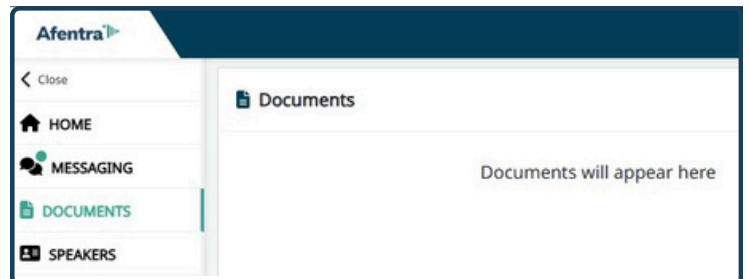 Afentra
Close
Documents
HOME
MESSAGING
Documents will appear here
DOCUMENTS
SPEAKERS